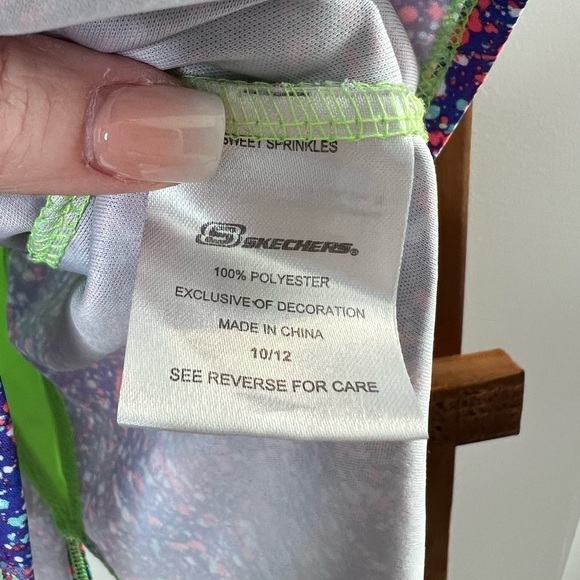 SWEET SPRINKLES
S SKECHERS®
100% POLYESTER
EXCLUSIVE OF DECORATION
MADE IN CHINA
10/12
SEE REVERSE FOR CARE